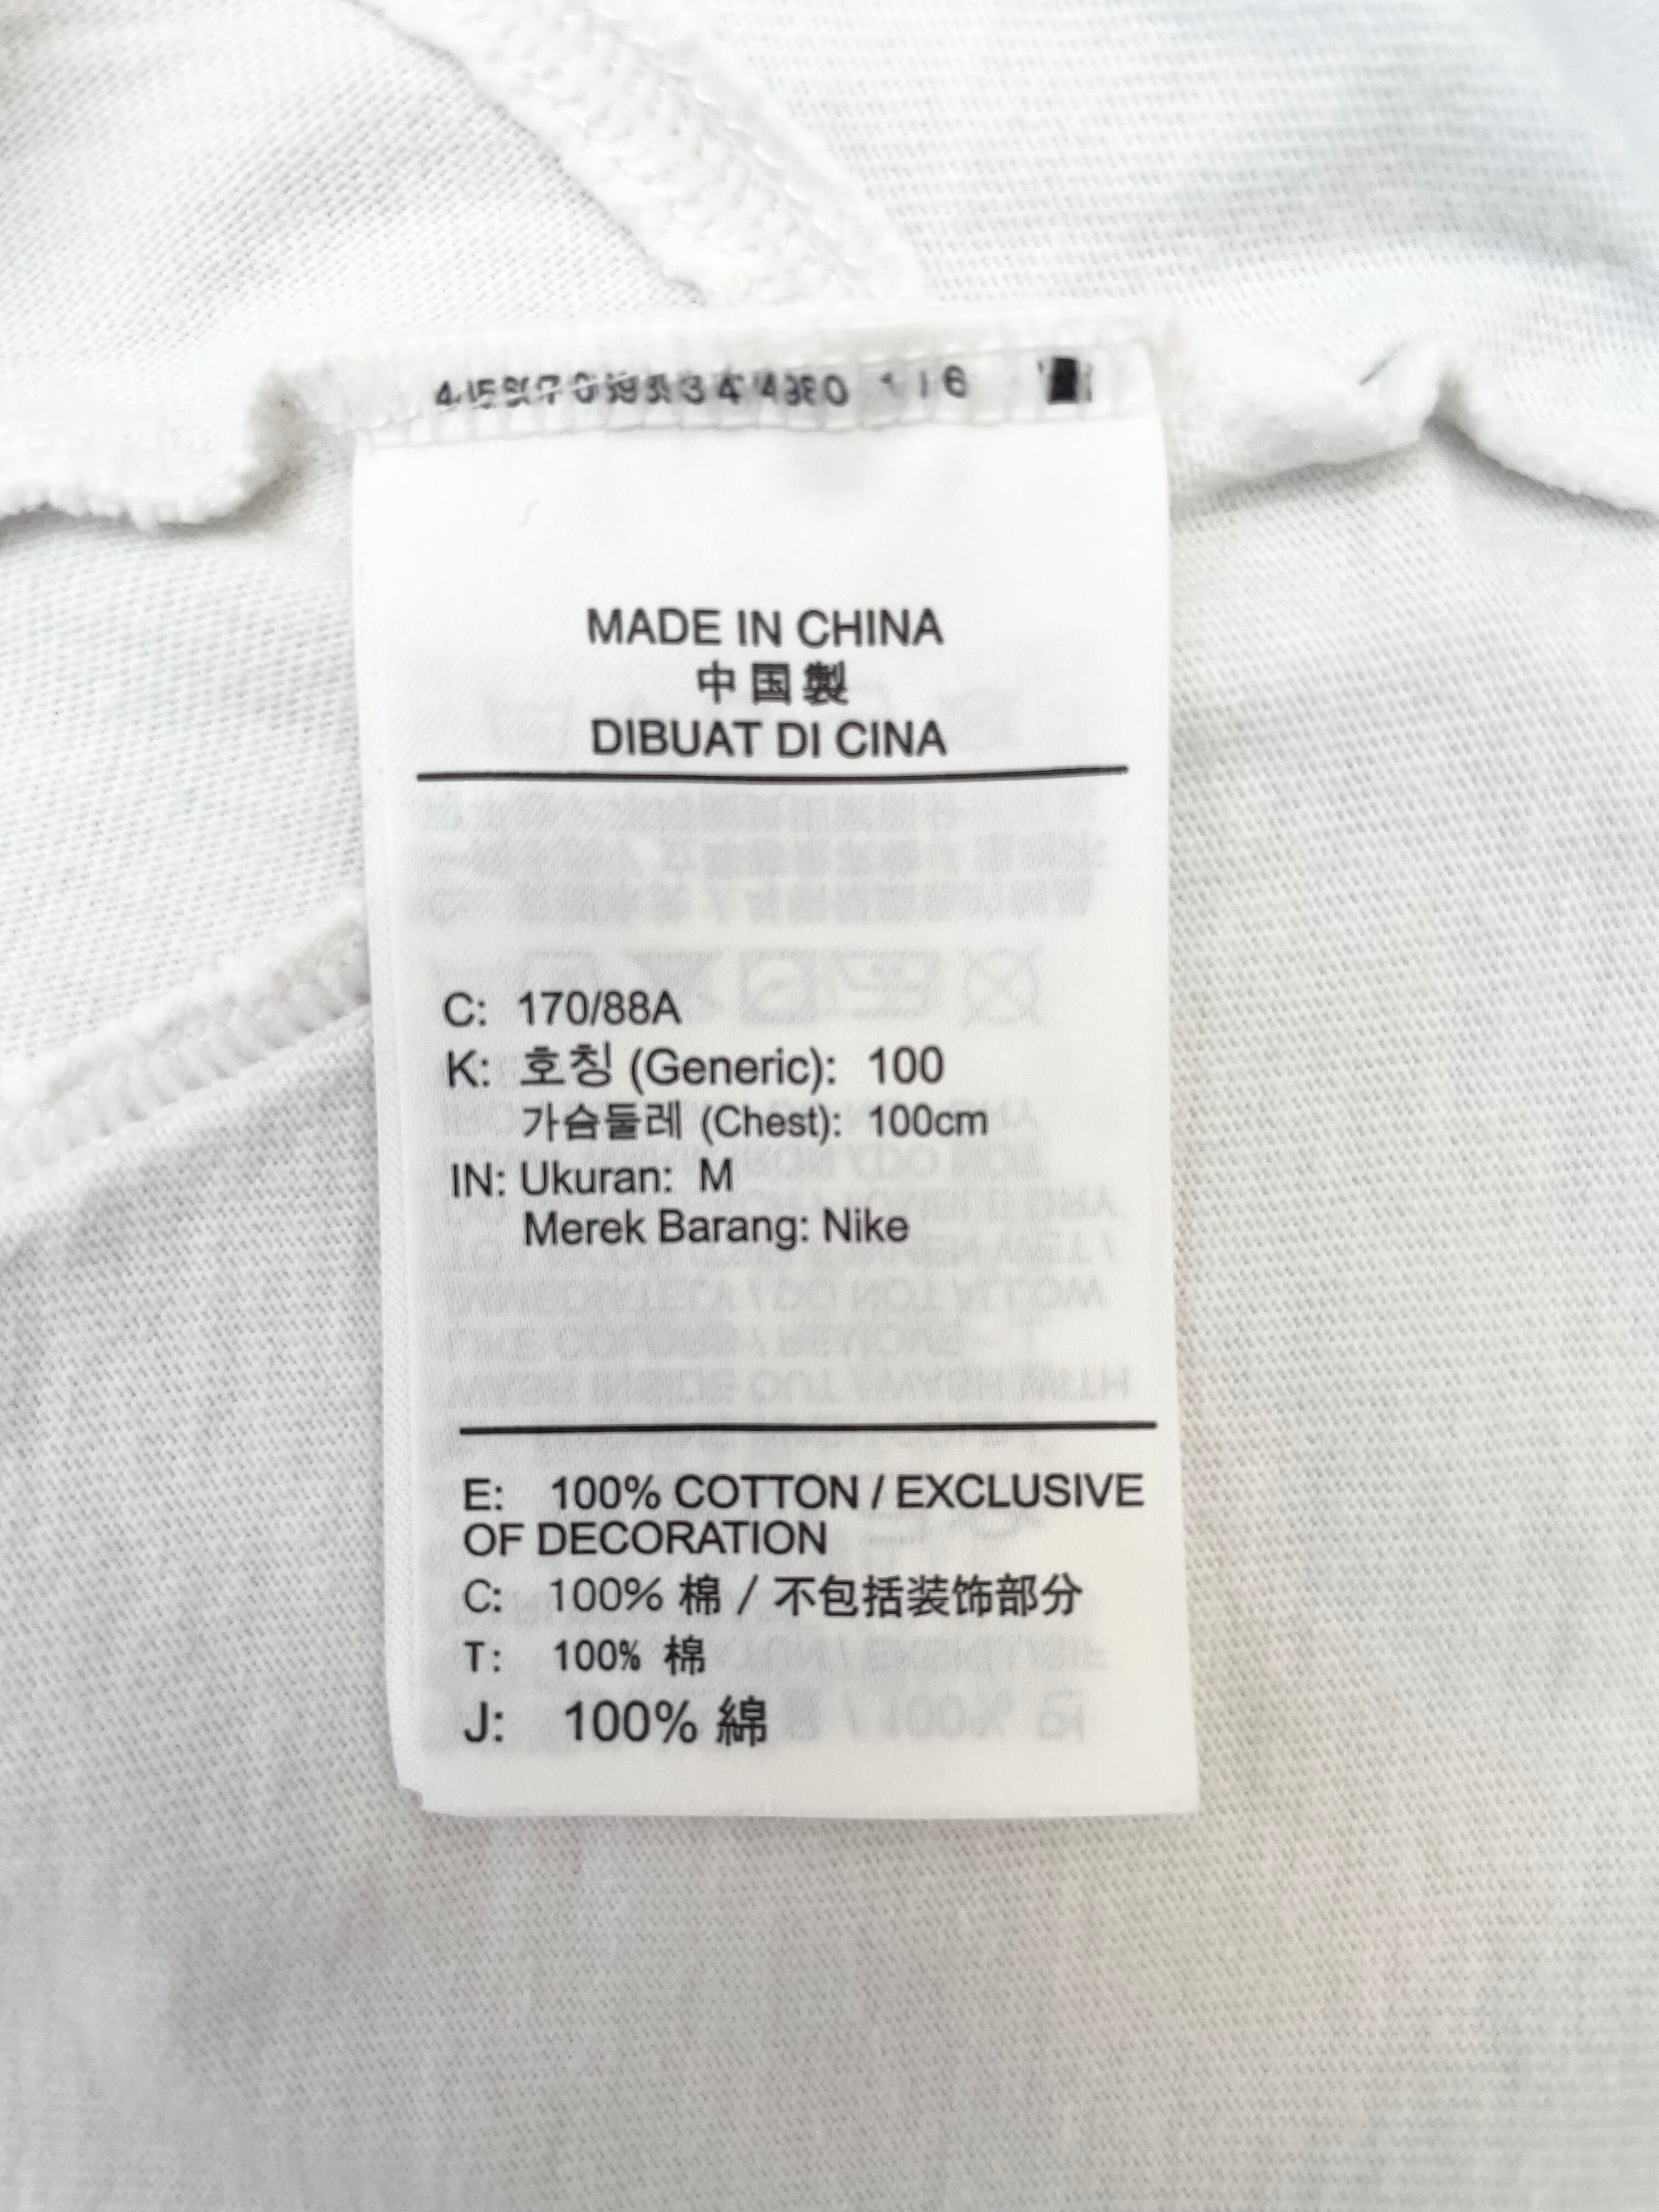 MADE IN CHINA
中国製
DIBUAT DI CINA
C: 170/88A
K: 호칭 (Generic): 100
가슴둘레 (Chest): 100cm
IN: Ukuran: M
Merek Barang: Nike
E: 100% COTTON / EXCLUSIVE
OF DECORATION
C: 100% 棉 / 不包括装饰部分
T: 100% 棉
J: 100% 綿